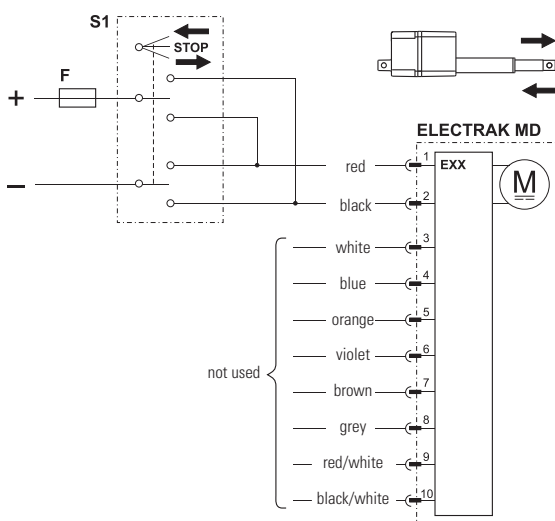 S1
STOP
F
+
–
ELECTRAK MD
EXX
M
red 1
black 2
white 3
blue 4
orange 5
violet 6
not used
brown 7
grey 8
red/white 9
black/white 10